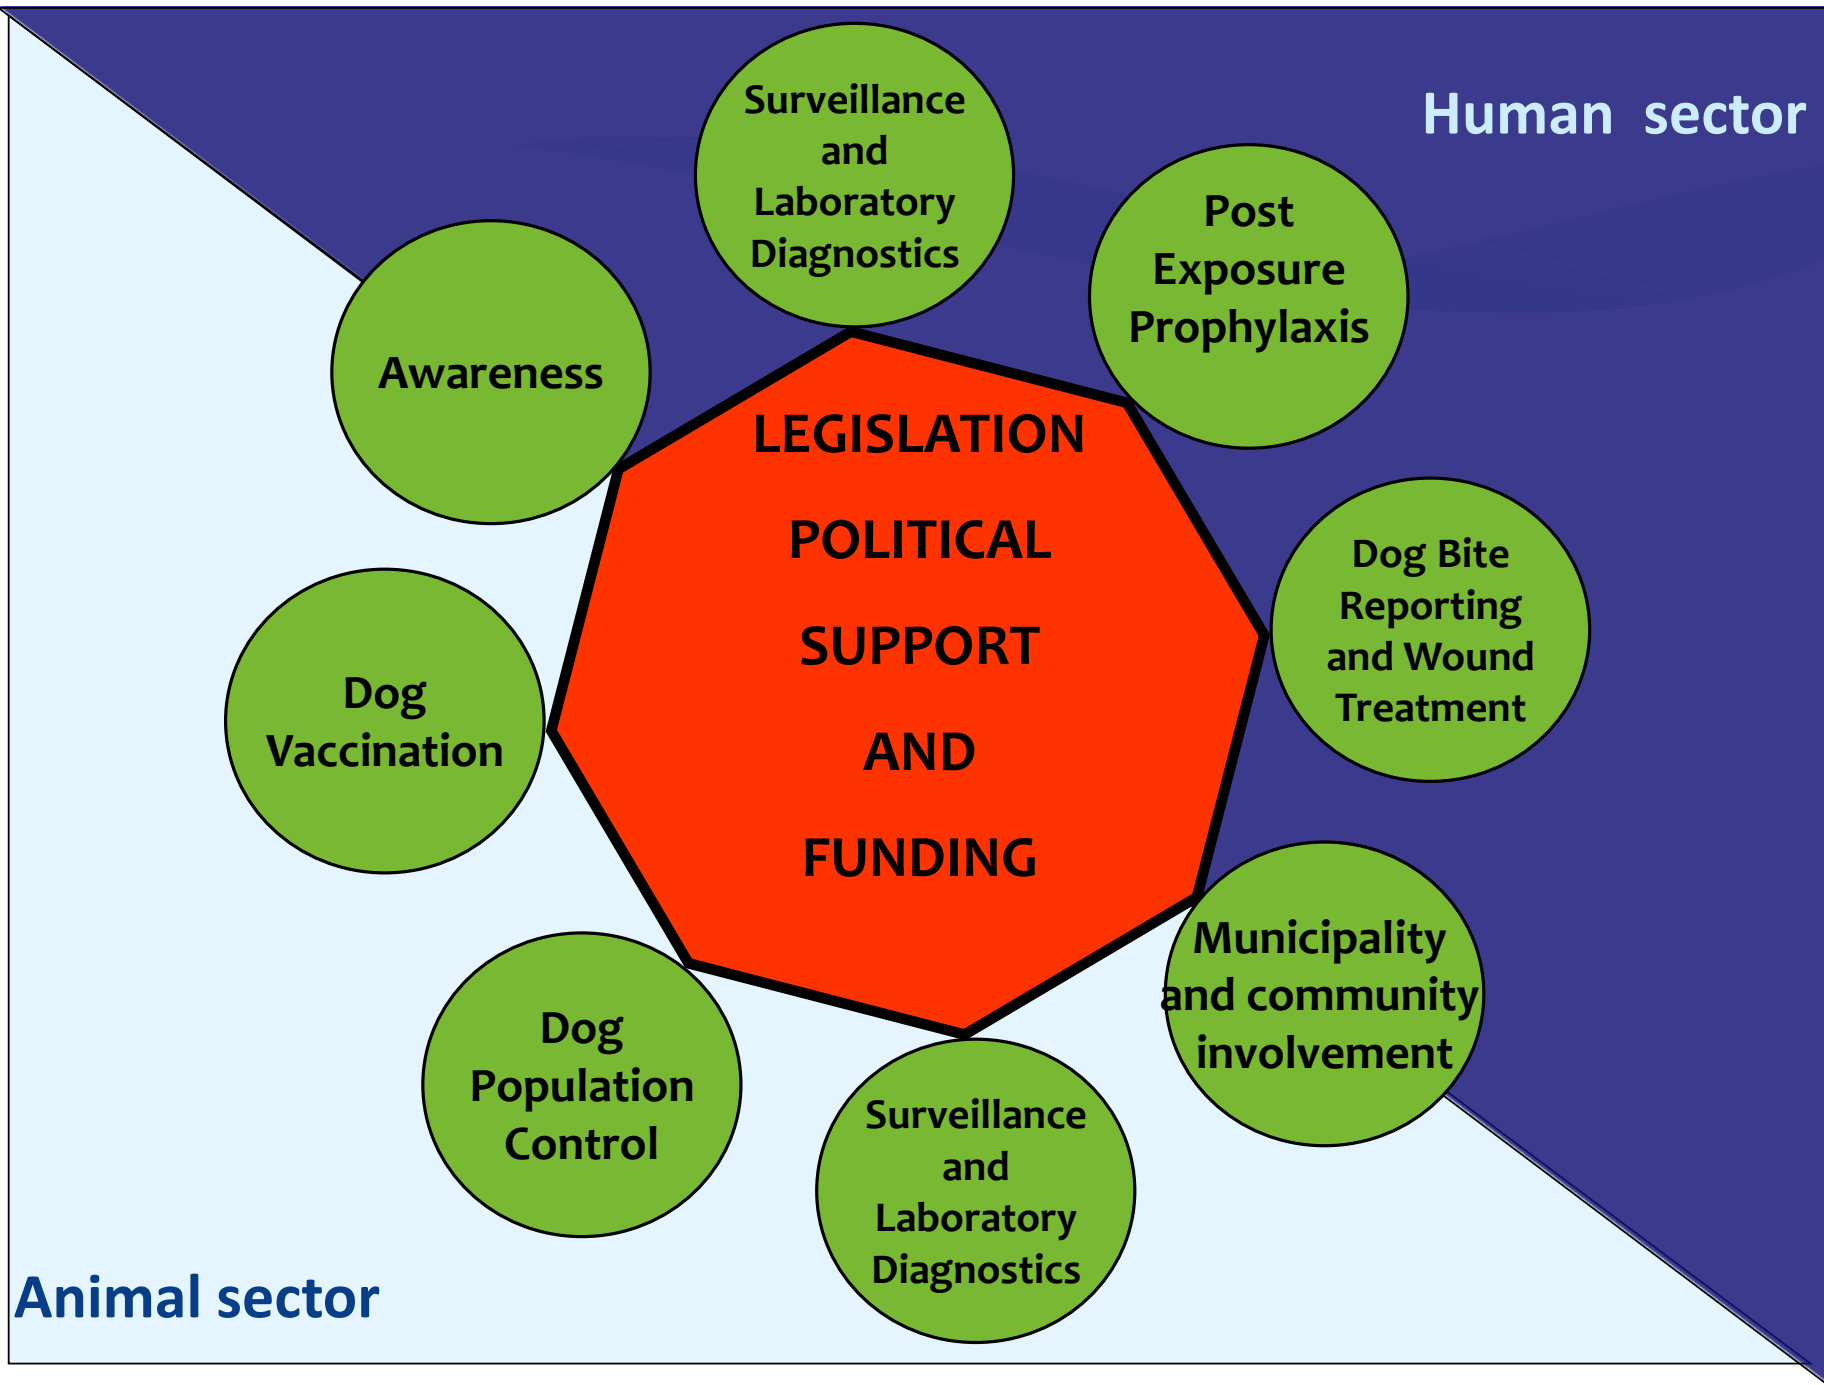 Human sector
Surveillance
and
Laboratory
Diagnostics
Post
Exposure
Prophylaxis
Awareness
LEGISLATION
POLITICAL
SUPPORT
AND
FUNDING
Dog Bite
Reporting
and Wound
Treatment
Dog
Vaccination
Municipality
and community
involvement
Dog
Population
Control
Surveillance
and
Laboratory
Diagnostics
Animal sector